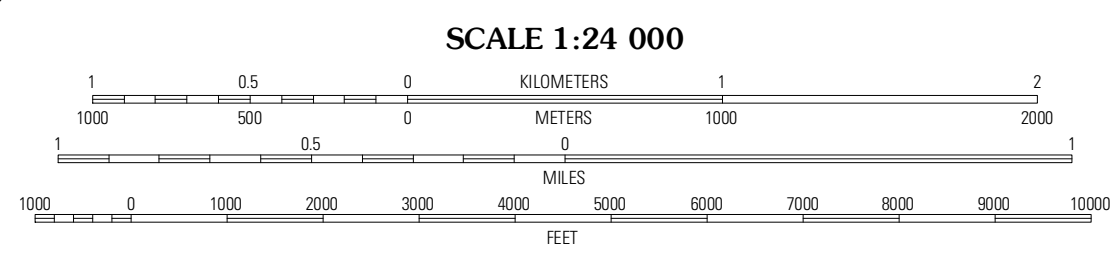 SCALE 1:24 000
1 0.5 0 KILOMETERS 1 2
1000 500 0 METERS 1000 2000
1 0.5 0 1
MILES
1000 0 1000 2000 3000 4000 5000 6000 7000 8000 9000 10000
FEET